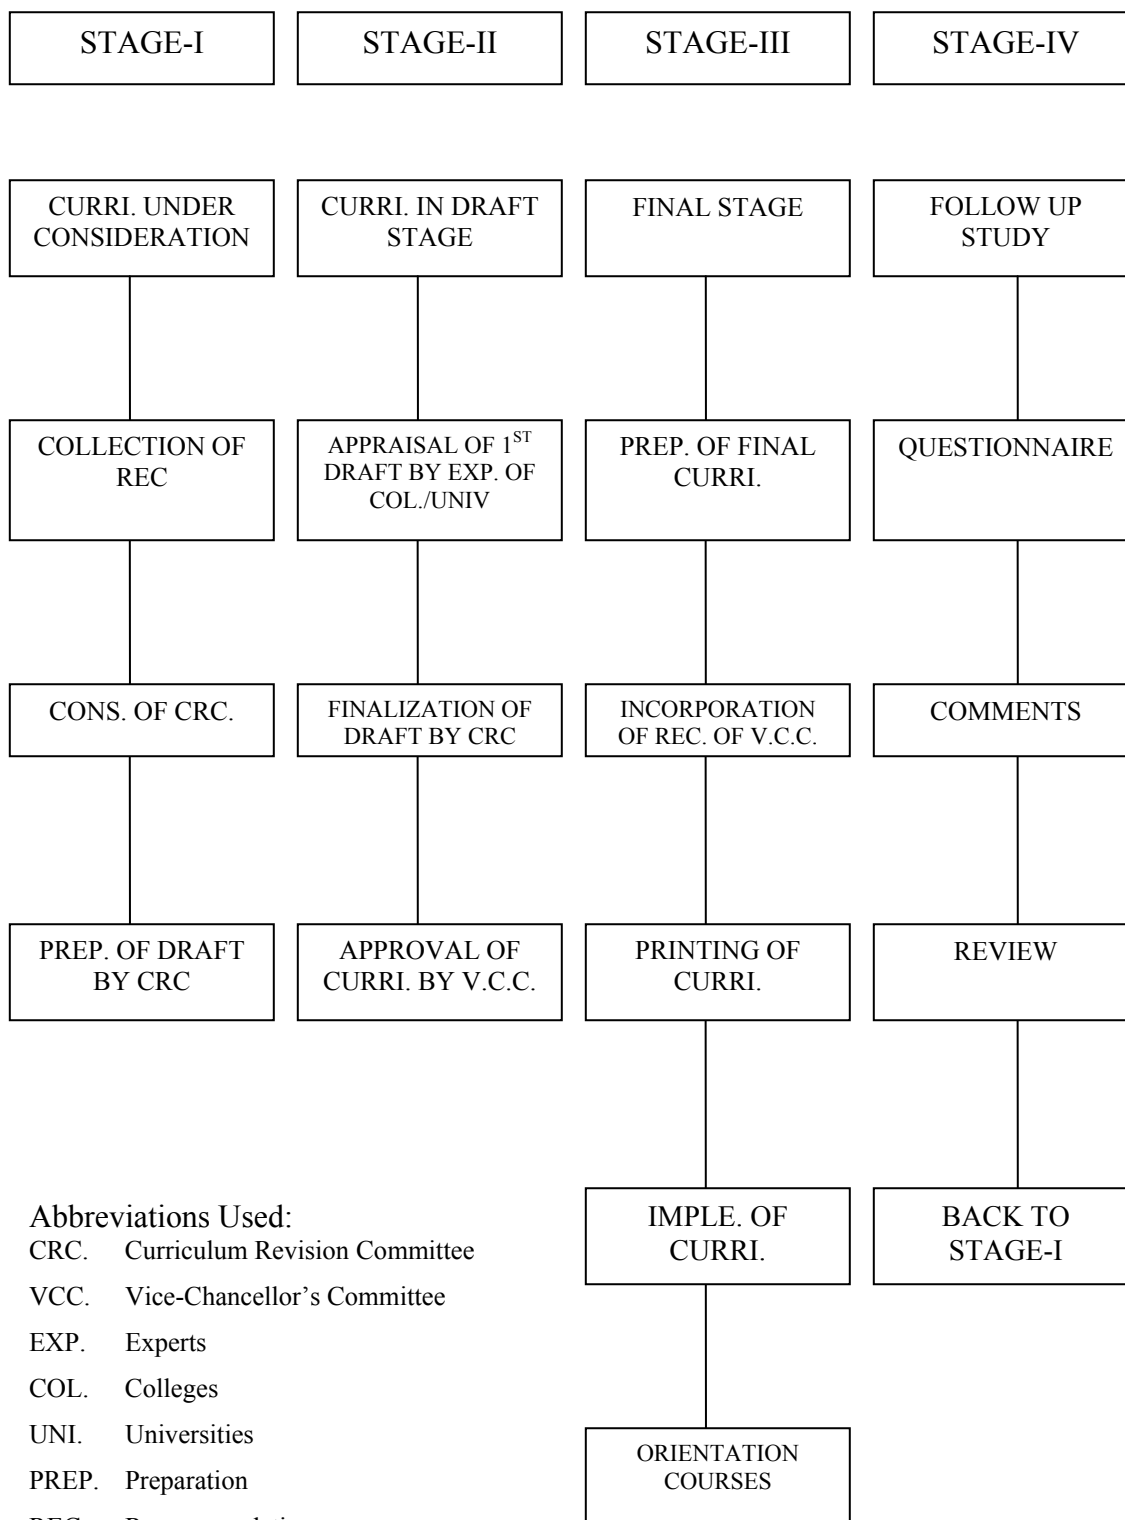 STAGE-I
STAGE-II
STAGE-III
STAGE-IV
CURRI. UNDER
CONSIDERATION
CURRI. IN DRAFT
STAGE
FINAL STAGE
FOLLOW UP
STUDY
COLLECTION OF
REC
APPRAISAL OF 1ST
DRAFT BY EXP. OF
COL./UNIV
PREP. OF FINAL
CURRI.
QUESTIONNAIRE
CONS. OF CRC.
FINALIZATION OF
DRAFT BY CRC
INCORPORATION
OF REC. OF V.C.C.
COMMENTS
PREP. OF DRAFT
BY CRC
APPROVAL OF
CURRI. BY V.C.C.
PRINTING OF
CURRI.
REVIEW
IMPLE. OF
CURRI.
BACK TO
STAGE-I
ORIENTATION
COURSES
Abbreviations Used:
CRC. Curriculum Revision Committee
VCC. Vice-Chancellor’s Committee
EXP. Experts
COL. Colleges
UNI. Universities
PREP. Preparation